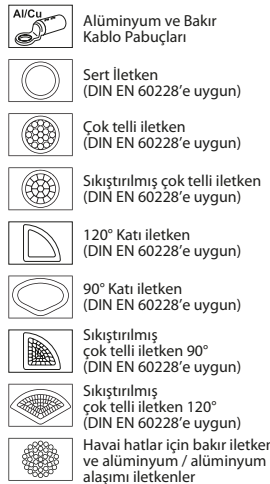 Al/Cu
Alüminyum ve Bakır
Kablo Pabuçları
Sert İletken
(DIN EN 60228'e uygun)
Çok telli iletken
(DIN EN 60228'e uygun)
Sıkıştırılmış çok telli iletken
(DIN EN 60228'e uygun)
120° Katı iletken
(DIN EN 60228'e uygun)
90° Katı iletken
(DIN EN 60228'e uygun)
Sıkıştırılmış
çok telli iletken 90°
(DIN EN 60228'e uygun)
Sıkıştırılmış
çok telli iletken 120°
(DIN EN 60228'e uygun)
Havai hatlar için bakır iletken
ve alüminyum / alüminyum
alaşımı iletkenler